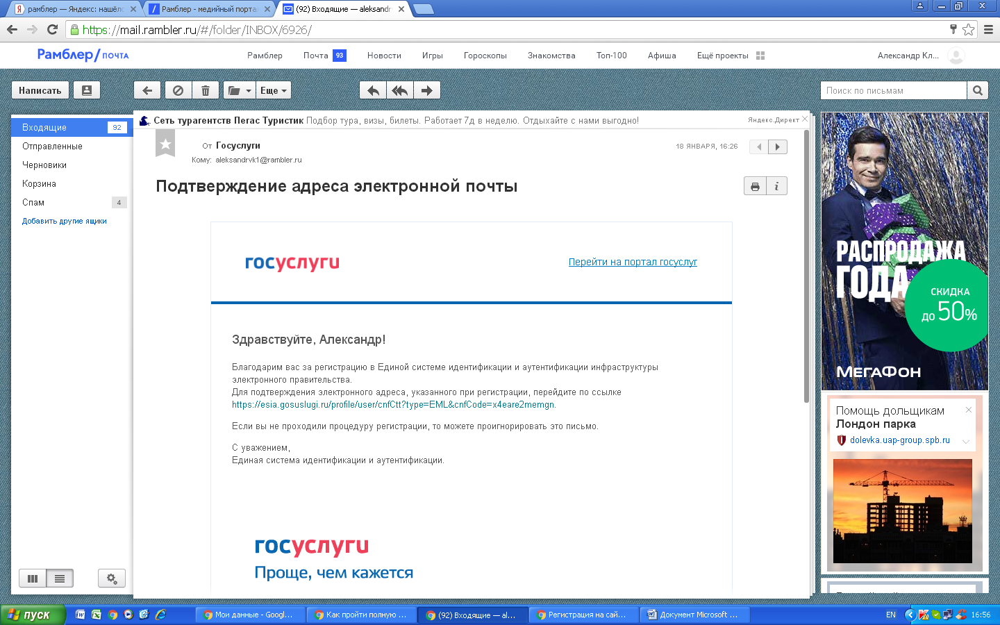 рамблер — Яндекс: нашёлс
Рамблер - медийный порта
(92) Входящие — aleksandr
https://mail.rambler.ru/#/folder/INBOX/6926/
Рамблер/почта
Рамблер
Почта 93
Новости
Игры
Гороскопы
Знакомства
Топ-100
Афиша
Ещё проекты
Александр Кл...
Написать
Еще
Поиск по письмам
Входящие 92
Отправленные
Черновики
Корзина
Спам 4
Добавить другие ящики
Сеть турагентств Пегас Туристик Подбор тура, визы, билеты. Работает 7д в неделю. Отдыхайте с нами выгодно!
Яндекс.Директ
От Госуслуги
18 ЯНВАРЯ, 16:26
Кому: aleksandrvk1@rambler.ru
Подтверждение адреса электронной почты
госуслуги
Перейти на портал госуслуг
Здравствуйте, Александр!
Благодарим вас за регистрацию в Единой системе идентификации и аутентификации инфраструктуры
электронного правительства.
Для подтверждения электронного адреса, указанного при регистрации, перейдите по ссылке
https://esia.gosuslugi.ru/profile/user/cnfCtt?type=EML&cnfCode=x4eare2memgn.
Если вы не проходили процедуру регистрации, то можете проигнорировать это письмо.
С уважением,
Единая система идентификации и аутентификации.
госуслуги
Проще, чем кажется
РАСПРОДАЖА
ГОДА
СКИДКА
до 50%
МЕГАФОН
Помощь дольщикам
Лондон парка
dolevka.uap-group.spb.ru
пуск
Мои данные - Googl...
Как пройти полную ...
(92) Входящие — al...
Регистрация на сай...
Документ Microsoft ...
EN
16:56